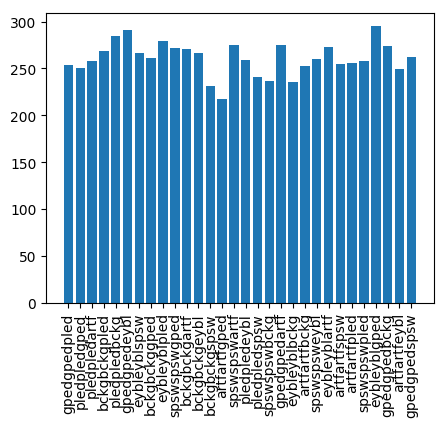 300
250
200
150
100
50
0
gpedgpedpled
pledpledgped
pledpledartf
bckgbckgpled
pledpledbckg
gpedgpedeybl
eybleyblspsw
bckgbckggped
eybleyblpled
spswspswgped
bckgbckgartf
bckgbckgeybl
bckgbckgspsw
artfartfgped
spswspswartf
pledpledeybl
pledpledspsw
spswspswbckg
gpedgpedartf
eybleyblbckg
artfartfbckg
spswspsweybl
eybleyblartf
artfartfspsw
artfartfpled
spswspswpled
eybleyblgped
gpedgpedbckg
artfartfeybl
gpedgpedspsw